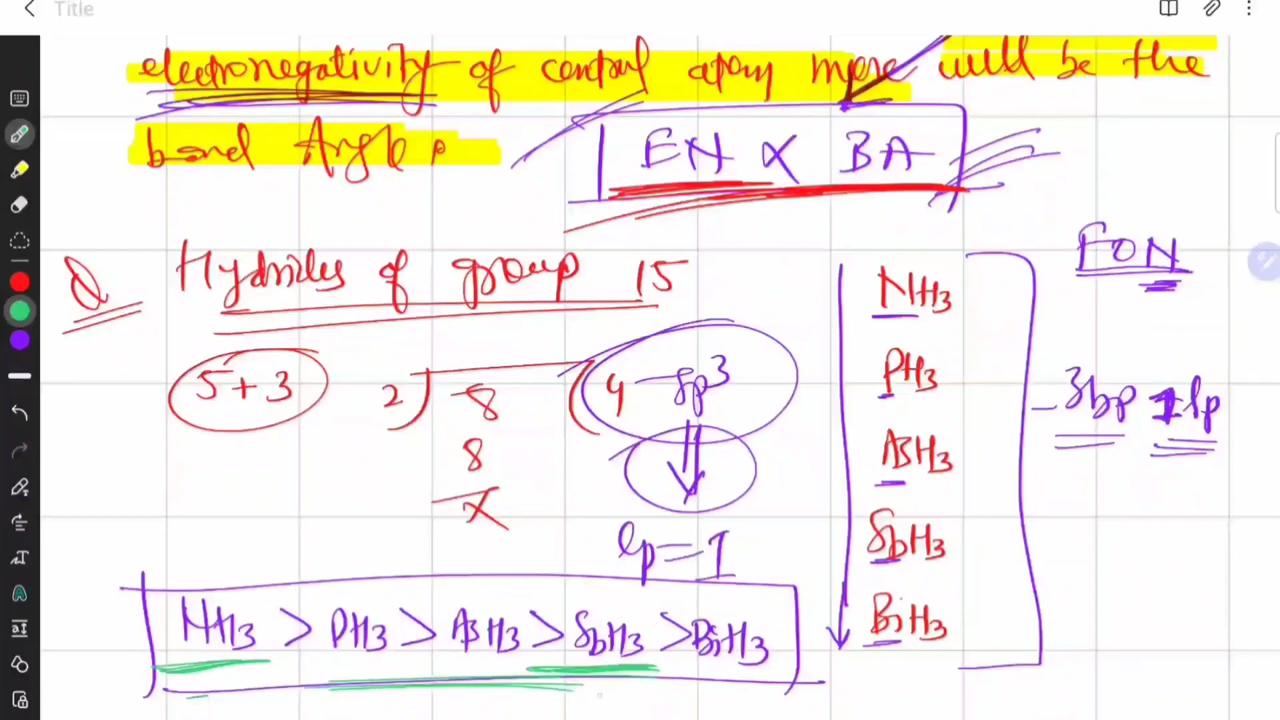 Title
electronegativity of central atom more will be the
bond Angle
EN ∝ BA
FON
Q Hydrides of group 15
NH3
PH3
AsH3
SbH3
BiH3
5+3
2) 8 (4 - sp3
8
x
3bp 1lp
lp = 1
NH3 > PH3 > AsH3 > SbH3 > BiH3